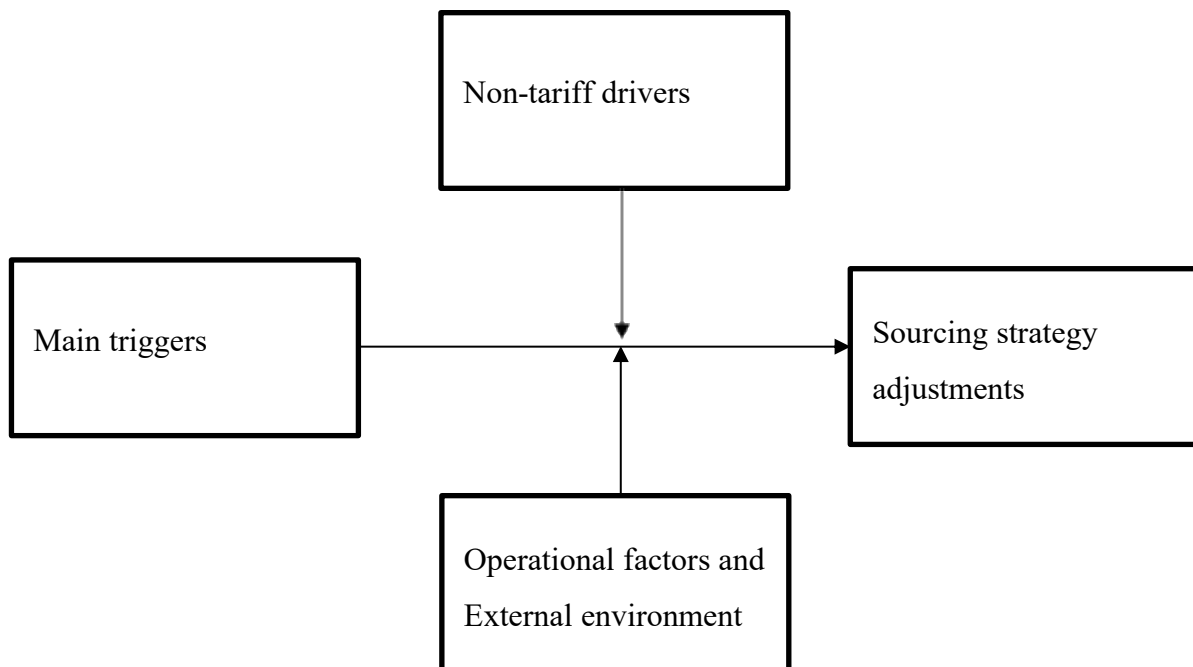 Non-tariff drivers
Main triggers
Sourcing strategy
adjustments
Operational factors and
External environment